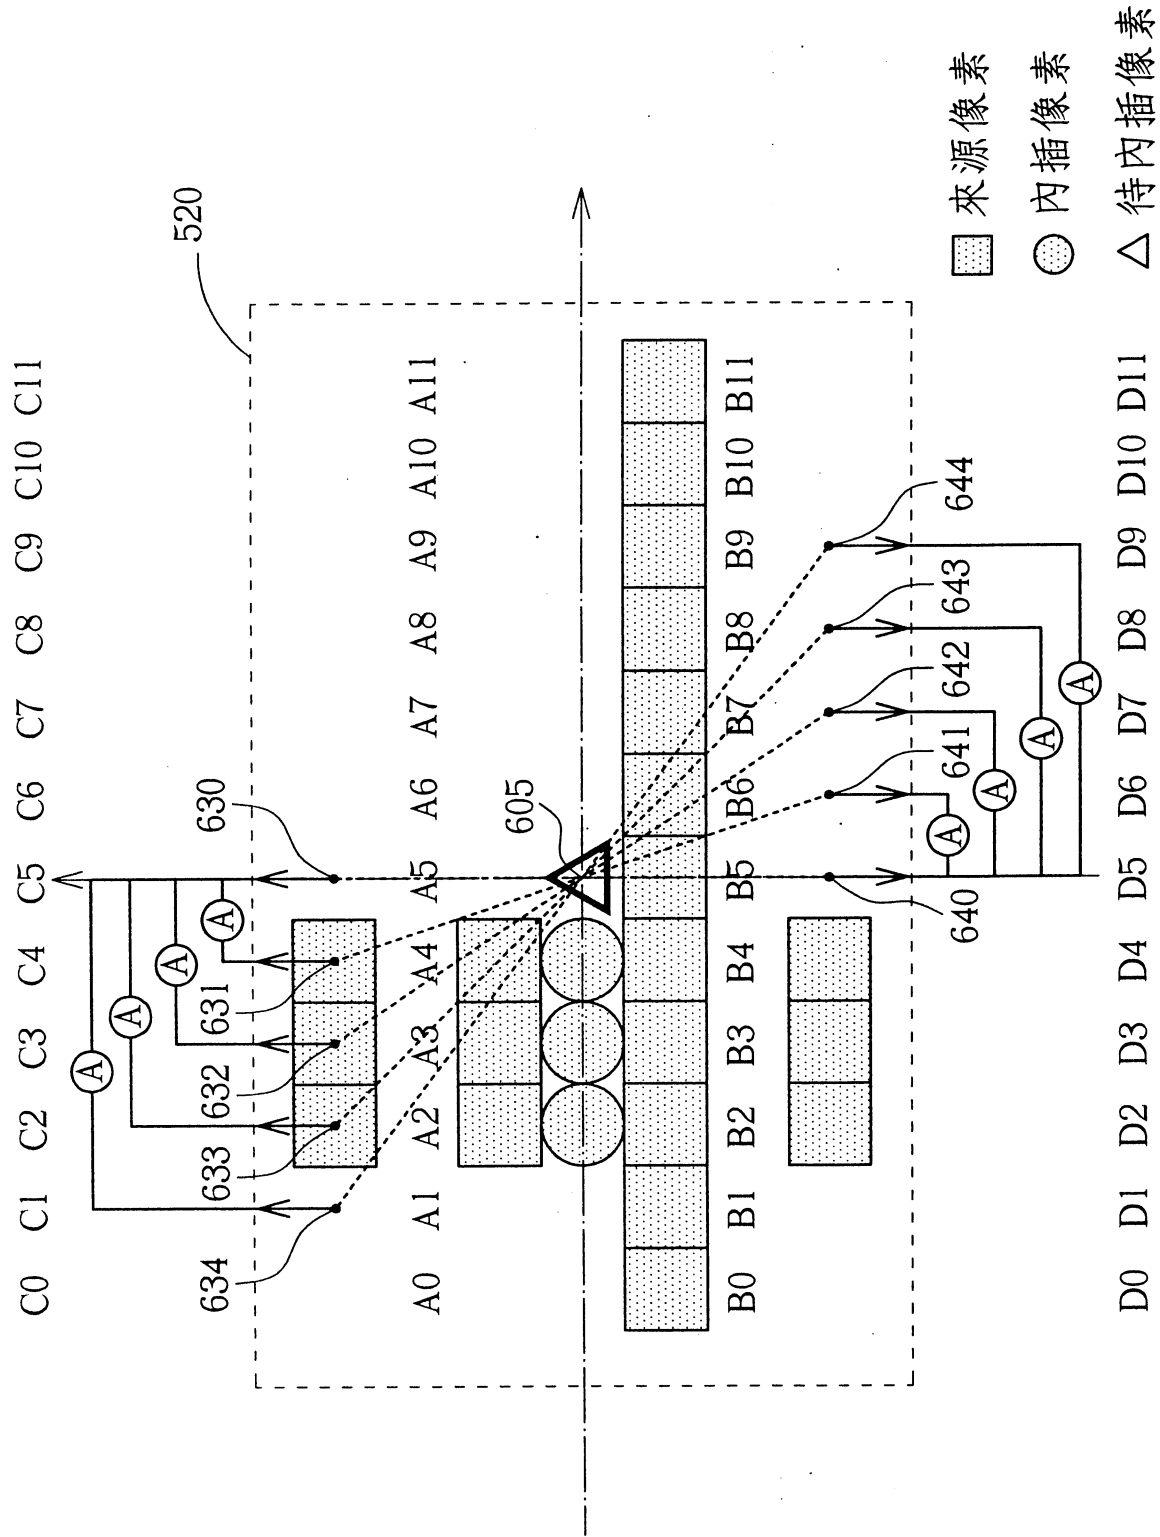 C0 C1 C2 C3 C4 C5 C6 C7 C8 C9 C10 C11
A
A
A
520
634 633 632 631 A 630
A0 A1 A2 A3 A4 A5 A6 A7 A8 A9 A10 A11
605
B0 B1 B2 B3 B4 B5 B6 B7 B8 B9 B10 B11
640 A 641 642 643 644
A
A
A
D0 D1 D2 D3 D4 D5 D6 D7 D8 D9 D10 D11
來源像素
內插像素
待內插像素